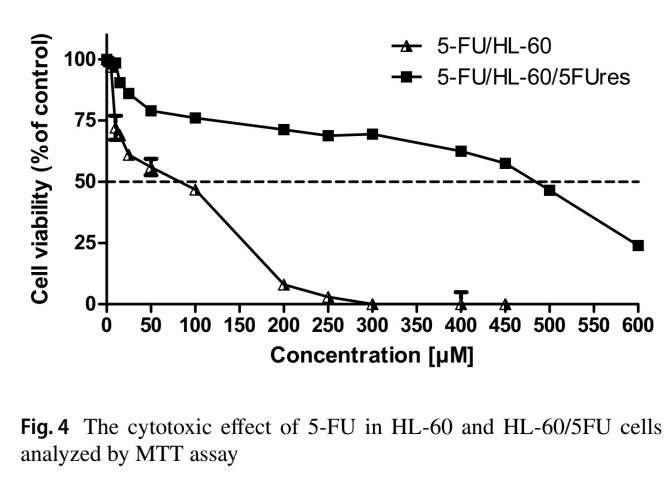 5-FU/HL-60
5-FU/HL-60/5FUres
Cell viability (% of control)
100
75
50
25
0
0 50 100 150 200 250 300 350 400 450 500 550 600
Concentration [µM]
Fig. 4 The cytotoxic effect of 5-FU in HL-60 and HL-60/5FU cells
analyzed by MTT assay